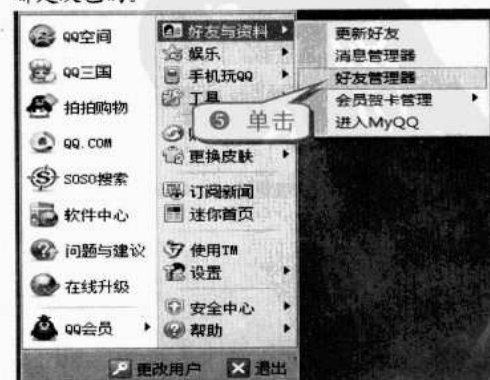 QQ空间
QQ三国
拍拍购物
QQ.COM
SOSO搜索
软件中心
问题与建议
在线升级
QQ会员
好友与资料
娱乐
手机玩QQ
工具
更换皮肤
订阅新闻
迷你首页
使用TM
设置
安全中心
帮助
更新好友
消息管理器
好友管理器
会员贺卡管理
进入MyQQ
❺ 单击
更改用户
退出